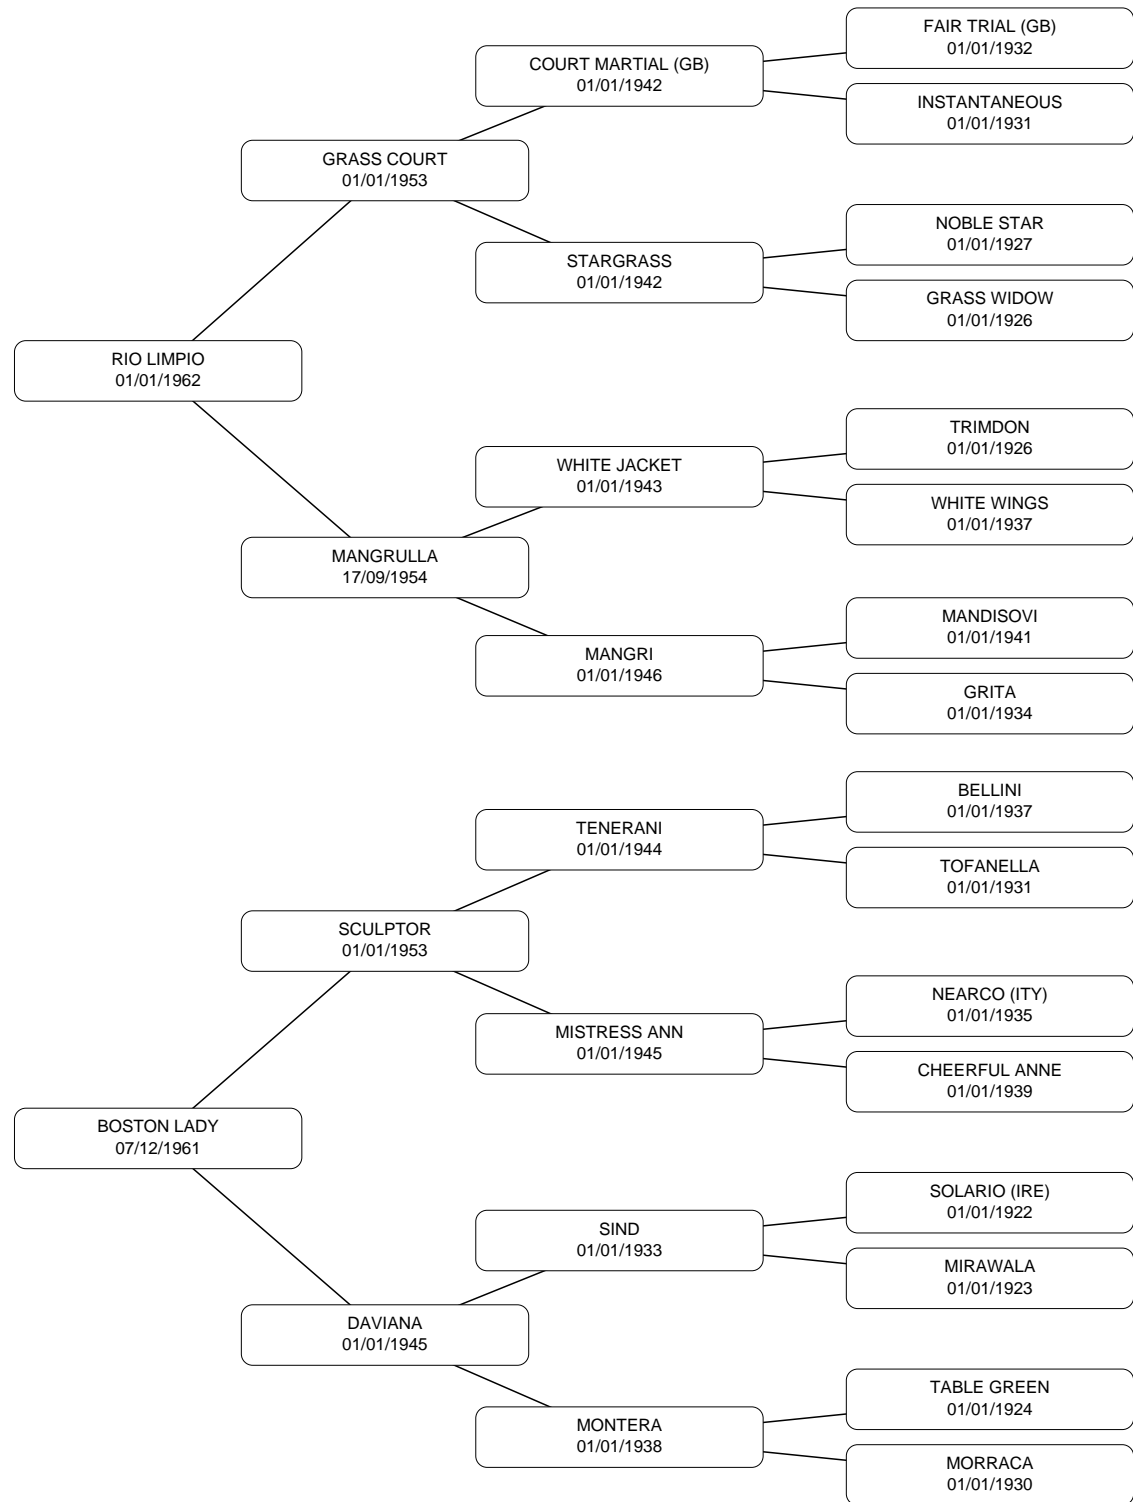 FAIR TRIAL (GB)
01/01/1932
COURT MARTIAL (GB)
01/01/1942
INSTANTANEOUS
01/01/1931
GRASS COURT
01/01/1953
NOBLE STAR
01/01/1927
STARGRASS
01/01/1942
GRASS WIDOW
01/01/1926
RIO LIMPIO
01/01/1962
TRIMDON
01/01/1926
WHITE JACKET
01/01/1943
WHITE WINGS
01/01/1937
MANGRULLA
17/09/1954
MANDISOVI
01/01/1941
MANGRI
01/01/1946
GRITA
01/01/1934
BELLINI
01/01/1937
TENERANI
01/01/1944
TOFANELLA
01/01/1931
SCULPTOR
01/01/1953
NEARCO (ITY)
01/01/1935
MISTRESS ANN
01/01/1945
CHEERFUL ANNE
01/01/1939
BOSTON LADY
07/12/1961
SOLARIO (IRE)
01/01/1922
SIND
01/01/1933
MIRAWALA
01/01/1923
DAVIANA
01/01/1945
TABLE GREEN
01/01/1924
MONTERA
01/01/1938
MORRACA
01/01/1930